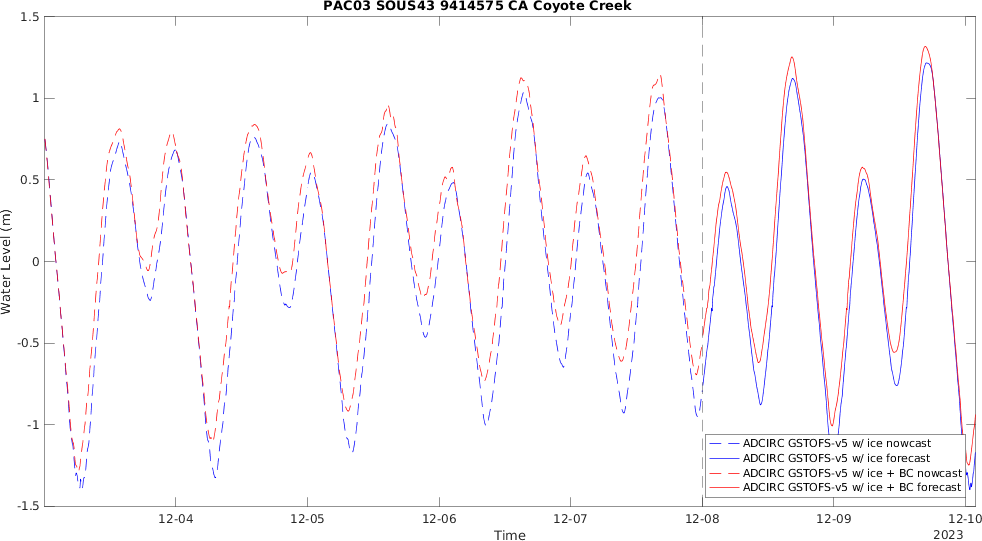 PAC03 SOUS43 9414575 CA Coyote Creek
1.5
1
0.5
0
-0.5
-1
-1.5
Water Level (m)
12-04
12-05
12-06
12-07
12-08
12-09
12-10
2023
Time
ADCIRC GSTOFS-v5 w/ ice nowcast
ADCIRC GSTOFS-v5 w/ ice forecast
ADCIRC GSTOFS-v5 w/ ice + BC nowcast
ADCIRC GSTOFS-v5 w/ ice + BC forecast